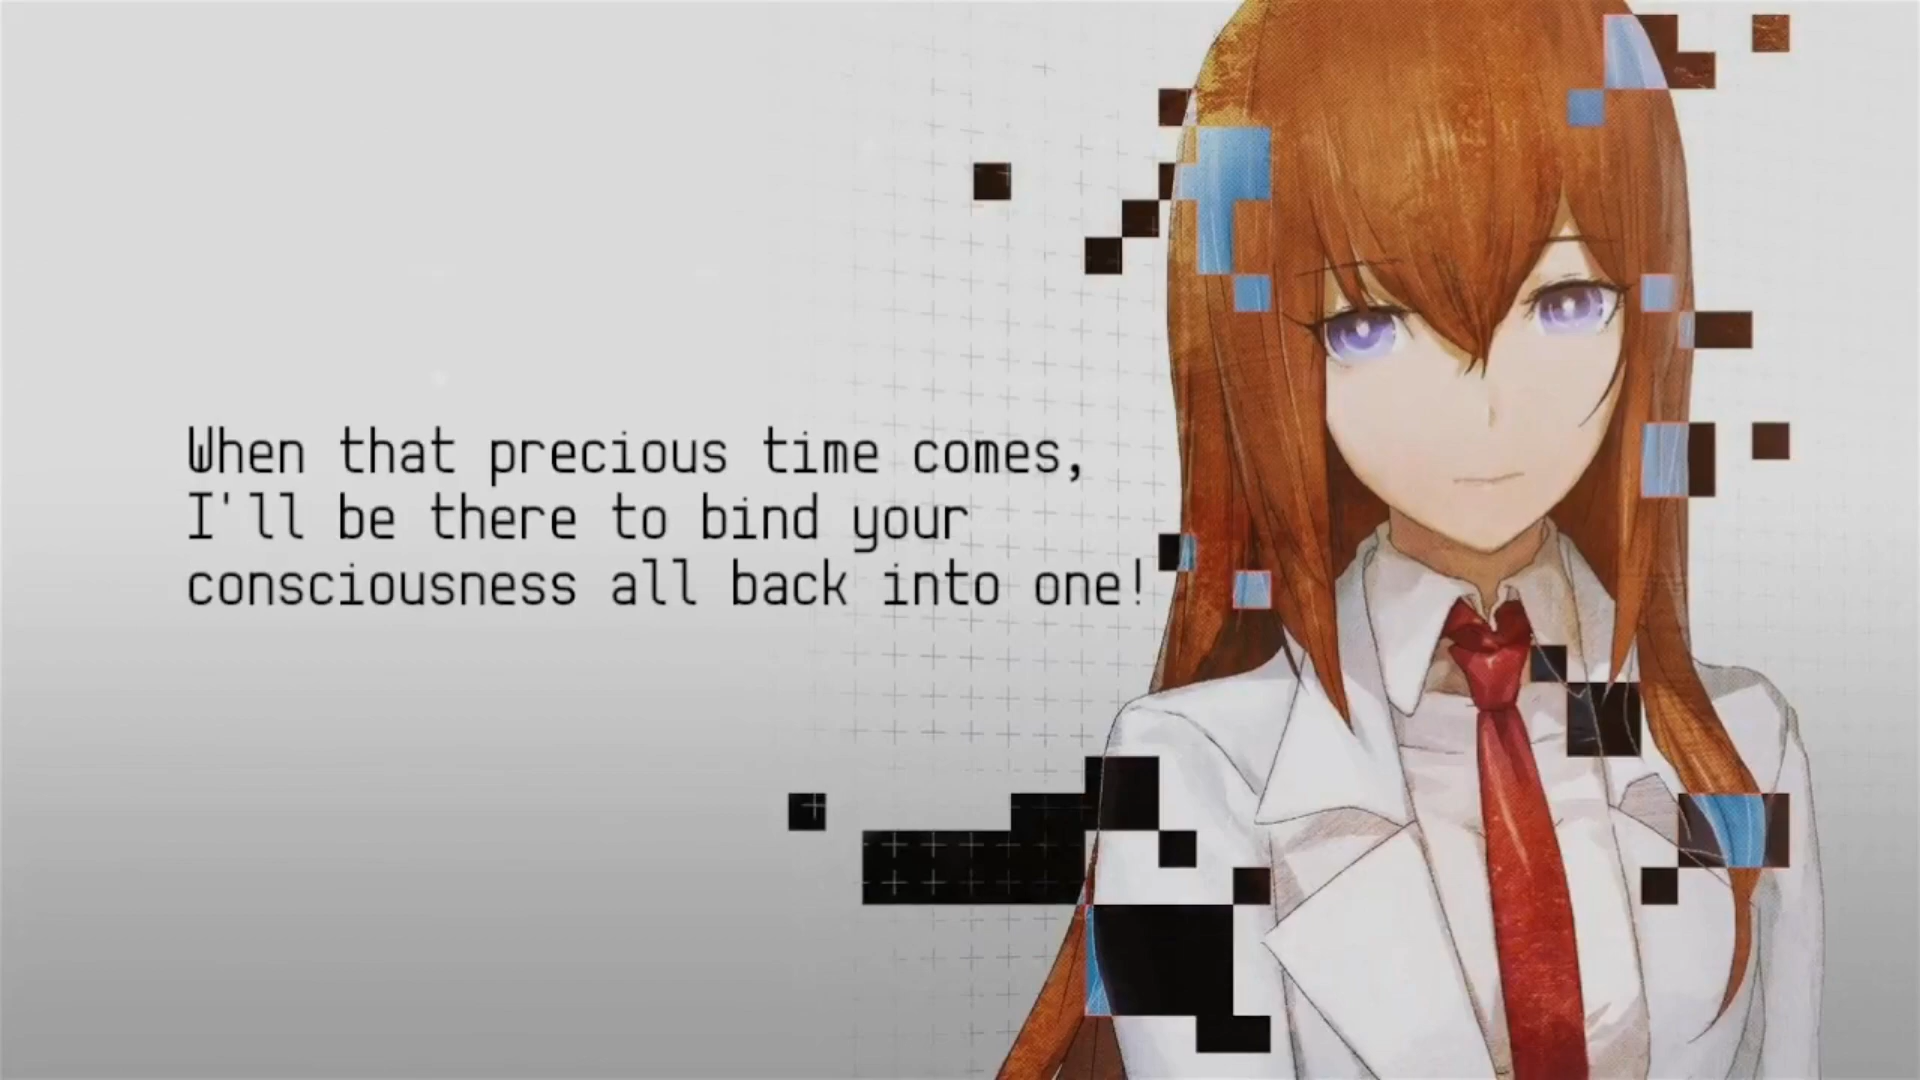 When that precious time comes,
I'll be there to bind your
consciousness all back into one!